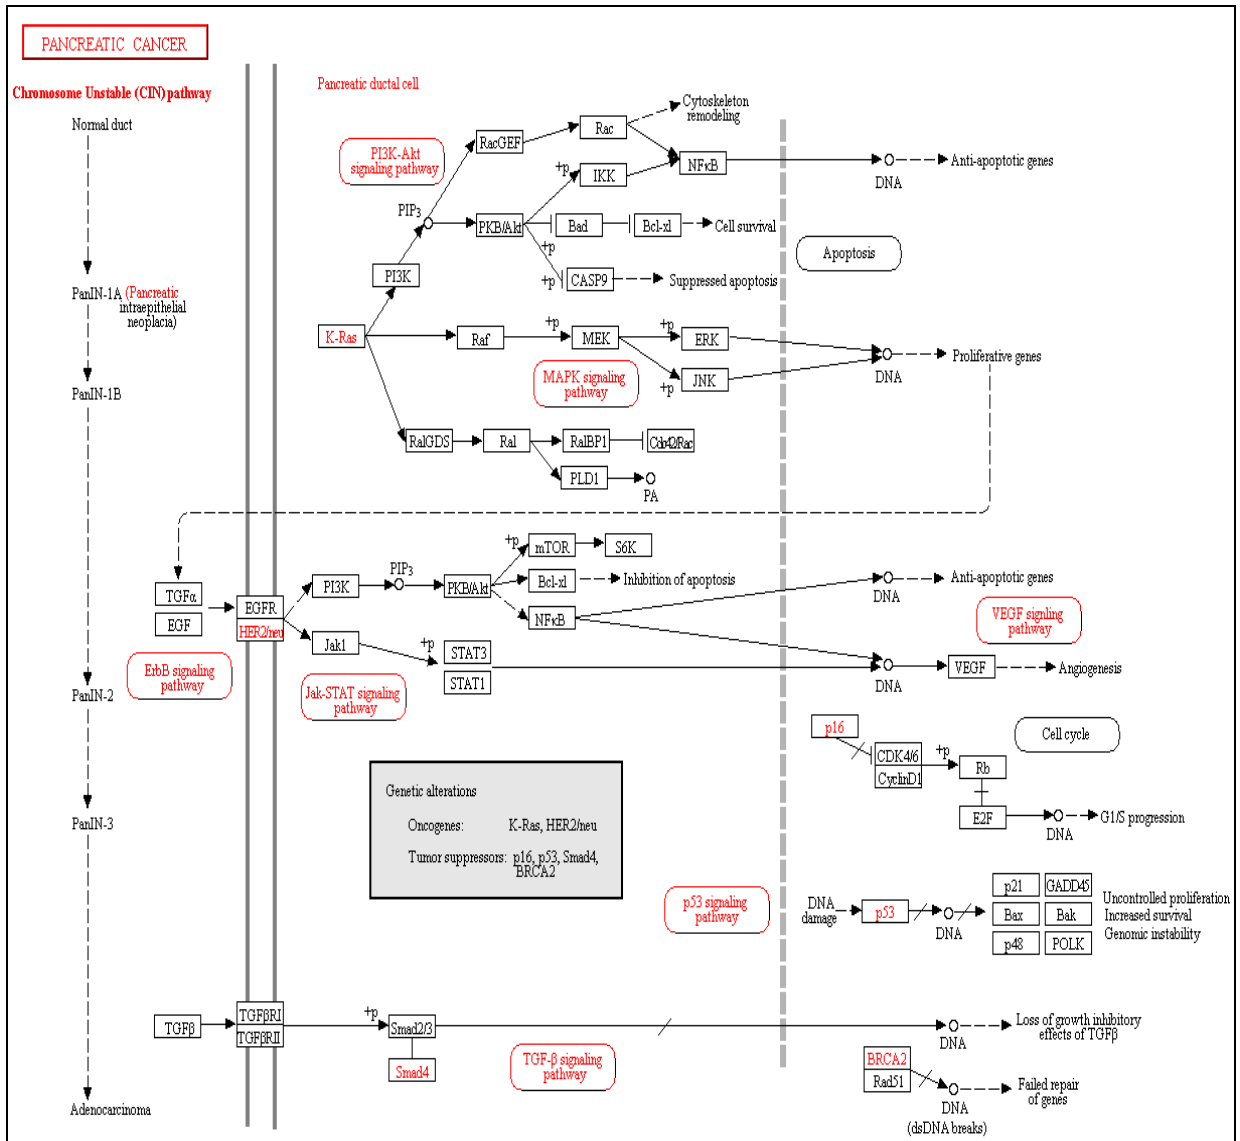 PANCREATIC CANCER
Chromosome Unstable (CIN) pathway
Normal duct
PanIN-1A (Pancreatic
intraepithelial
neoplacia)
PanIN-1B
PanIN-2
PanIN-3
Adenocarcinoma
Pancreatic ductal cell
PI3K-Akt
signaling pathway
RacGEF
Rac
Cytoskeleton
remodeling
+p
IKK
NFκB
DNA
Anti-apoptotic genes
PIP3
PKB/Akt
Bad
Bcl-xl
Cell survival
Apoptosis
+p
+p
CASP9
Suppressed apoptosis
PI3K
K-Ras
Raf
+p
MEK
+p
ERK
DNA
Proliferative genes
MAPK signaling
pathway
+p
JNK
RalGDS
Ral
RalBP1
Cdc42/Rac
PLD1
PA
TGFα
EGF
EGFR
HER2/neu
ErbB signaling
pathway
PI3K
PIP3
PKB/Akt
+p
mTOR
S6K
Bcl-xl
Inhibition of apoptosis
NFκB
DNA
Anti-apoptotic genes
VEGF signling
pathway
Jak1
+p
STAT3
STAT1
DNA
VEGF
Angiogenesis
Jak-STAT signaling
pathway
p16
CDK4/6
CyclinD1
+p
Rb
Cell cycle
E2F
DNA
G1/S progression
Genetic alterations
Oncogenes: K-Ras, HER2/neu
Tumor suppressors: p16, p53, Smad4,
BRCA2
p53 signaling
pathway
DNA
damage
p53
DNA
p21
GADD45
Bax
Bak
p48
POLK
Uncontrolled proliferation
Increased survival
Genomic instability
TGFβ
TGFβRI
TGFβRII
+p
Smad2/3
Smad4
TGF-β signaling
pathway
DNA
Loss of growth inhibitory
effects of TGFβ
BRCA2
Rad51
DNA
(dsDNA breaks)
Failed repair
of genes